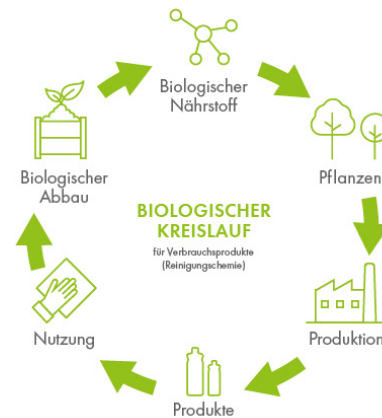 Biologischer
Nährstoff
Pflanzen
Biologischer
Abbau
BIOLOGISCHER
KREISLAUF
für Verbrauchsprodukte
(Reinigungschemie)
Nutzung
Produktion
Produkte